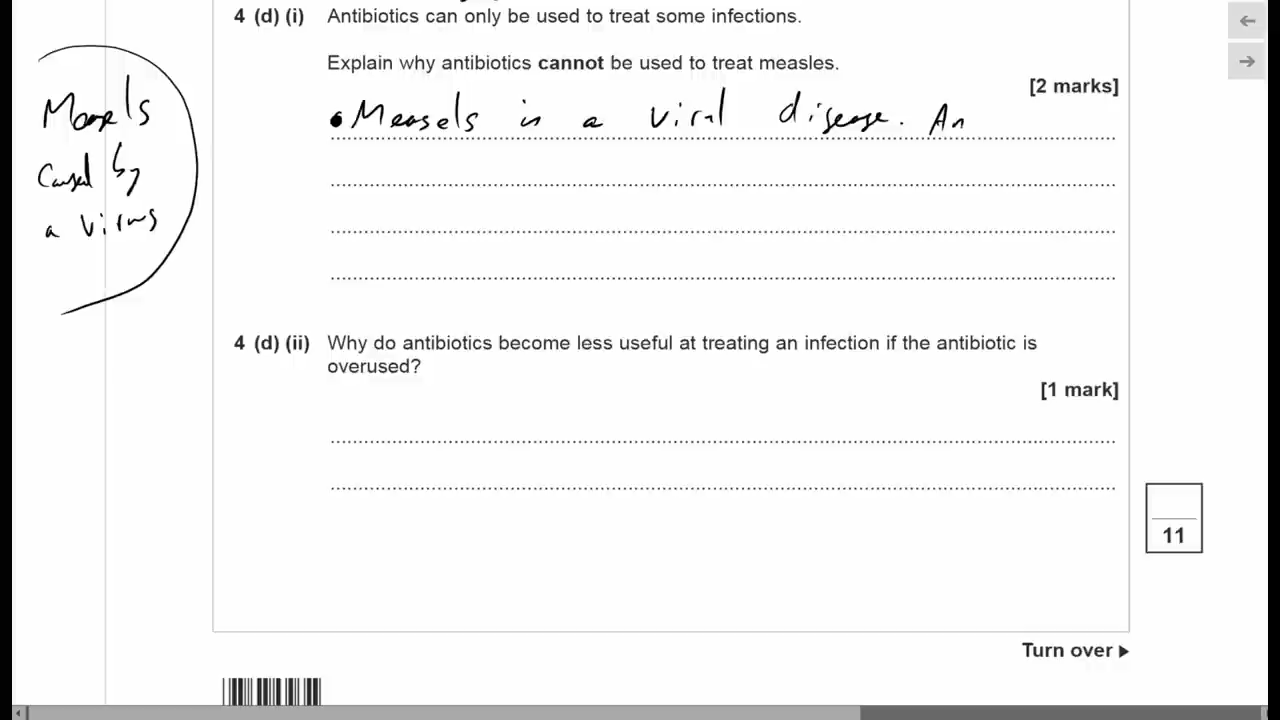 4 (d) (i) Antibiotics can only be used to treat some infections.
Explain why antibiotics cannot be used to treat measles.
[2 marks]
• Measels is a viral disease. An
Measels
caused by
a virus
4 (d) (ii) Why do antibiotics become less useful at treating an infection if the antibiotic is
overused?
[1 mark]
11
Turn over